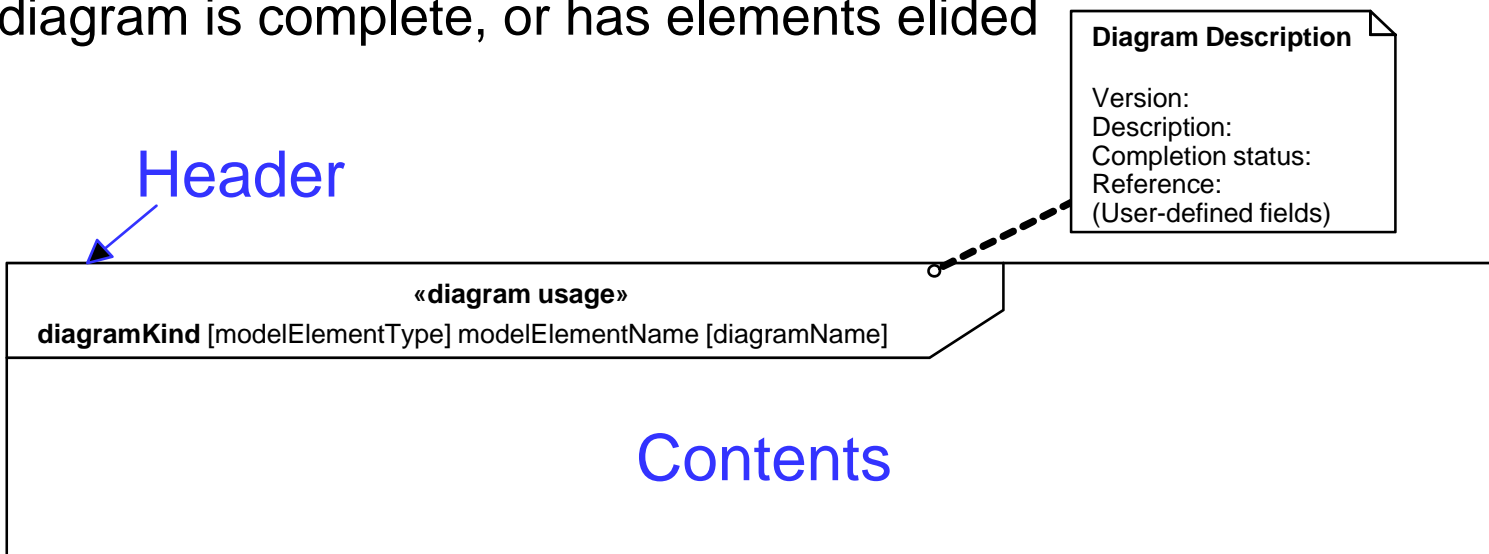 diagram is complete, or has elements elided
Diagram Description
Version:
Description:
Completion status:
Reference:
(User-defined fields)
Header
«diagram usage»
diagramKind [modelElementType] modelElementName [diagramName]
Contents